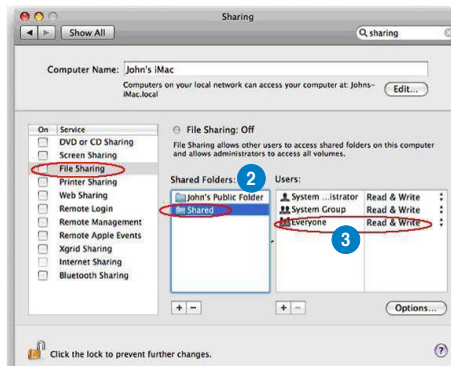 Sharing
Show All
sharing
Computer Name: John's iMac
Computers on your local network can access your computer at: Johns-
iMac.local
Edit...
On Service
DVD or CD Sharing
Screen Sharing
File Sharing
Printer Sharing
Web Sharing
Remote Login
Remote Management
Remote Apple Events
Xgrid Sharing
Internet Sharing
Bluetooth Sharing
File Sharing: Off
File Sharing allows other users to access shared folders on this computer
and allows administrators to access all volumes.
Shared Folders: 2 Users:
John's Public Folder
Shared
System ...istrator Read & Write
System Group Read & Write
Everyone Read & Write
3
+ −
+ −
Options...
Click the lock to prevent further changes.
?